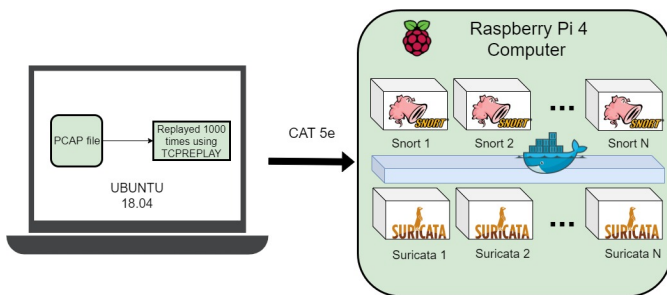 PCAP file
Replayed 1000
times using
TCPREPLAY
UBUNTU
18.04
CAT 5e
Raspberry Pi 4
Computer
SNORT
SNORT
...
SNORT
Snort 1
Snort 2
Snort N
SURICATA
SURICATA
...
SURICATA
Suricata 1
Suricata 2
Suricata N